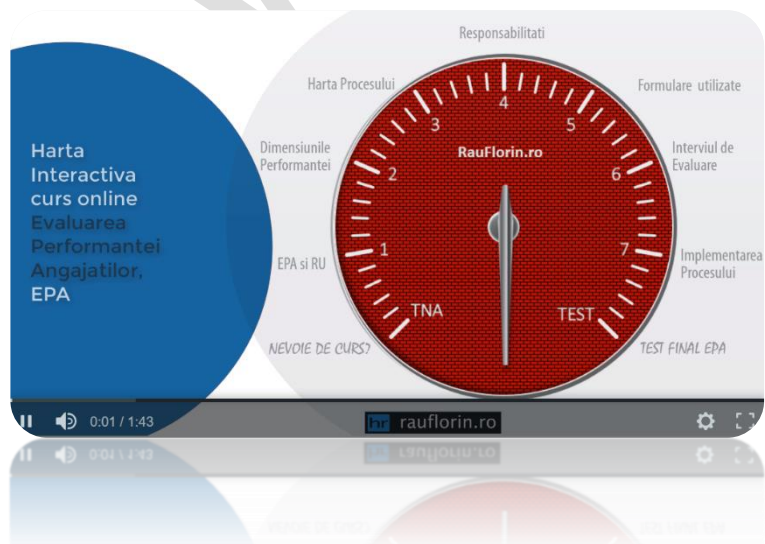 Harta
Interactiva
curs online
Evaluarea
Performantei
Angajatilor,
EPA
Responsabilitati
Harta Procesului
Formulare utilizate
Dimensiunile
Performantei
Interviul de
Evaluare
EPA si RU
Implementarea
Procesului
NEVOIE DE CURS?
TEST FINAL EPA
RauFlorin.ro
TNA
1
2
3
4
5
6
7
TEST
0:01 / 1:43
hr rauflorin.ro